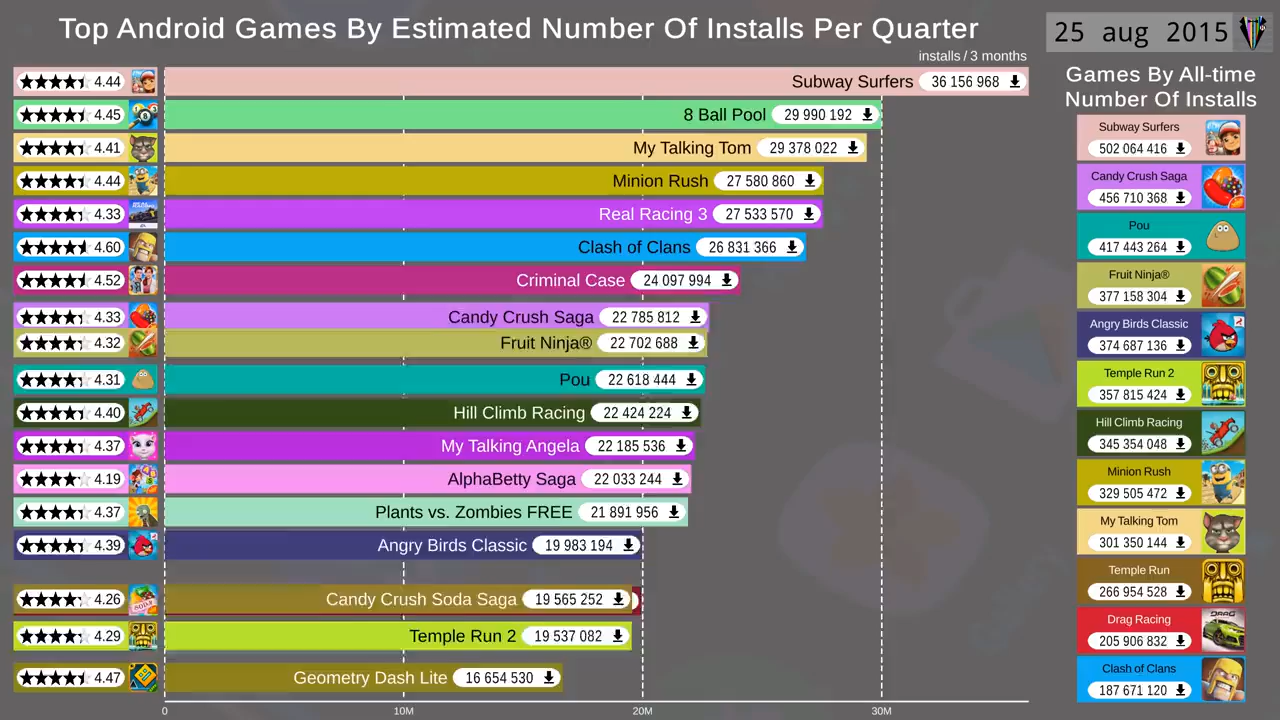 Top Android Games By Estimated Number Of Installs Per Quarter
25 aug 2015
installs / 3 months
4.44 Subway Surfers 36 156 968
4.45 8 Ball Pool 29 990 192
4.41 My Talking Tom 29 378 022
4.44 Minion Rush 27 580 860
4.33 Real Racing 3 27 533 570
4.60 Clash of Clans 26 831 366
4.52 Criminal Case 24 097 994
4.33 Candy Crush Saga 22 785 812
4.32 Fruit Ninja® 22 702 688
4.31 Pou 22 618 444
4.40 Hill Climb Racing 22 424 224
4.37 My Talking Angela 22 185 536
4.19 AlphaBetty Saga 22 033 244
4.37 Plants vs. Zombies FREE 21 891 956
4.39 Angry Birds Classic 19 983 194
4.26 Candy Crush Soda Saga 19 565 252
4.29 Temple Run 2 19 537 082
4.47 Geometry Dash Lite 16 654 530
0 10M 20M 30M
Games By All-time
Number Of Installs
Subway Surfers
502 064 416
Candy Crush Saga
456 710 368
Pou
417 443 264
Fruit Ninja®
377 158 304
Angry Birds Classic
374 687 136
Temple Run 2
357 815 424
Hill Climb Racing
345 354 048
Minion Rush
329 505 472
My Talking Tom
301 350 144
Temple Run
266 954 528
Drag Racing
205 906 832
Clash of Clans
187 671 120